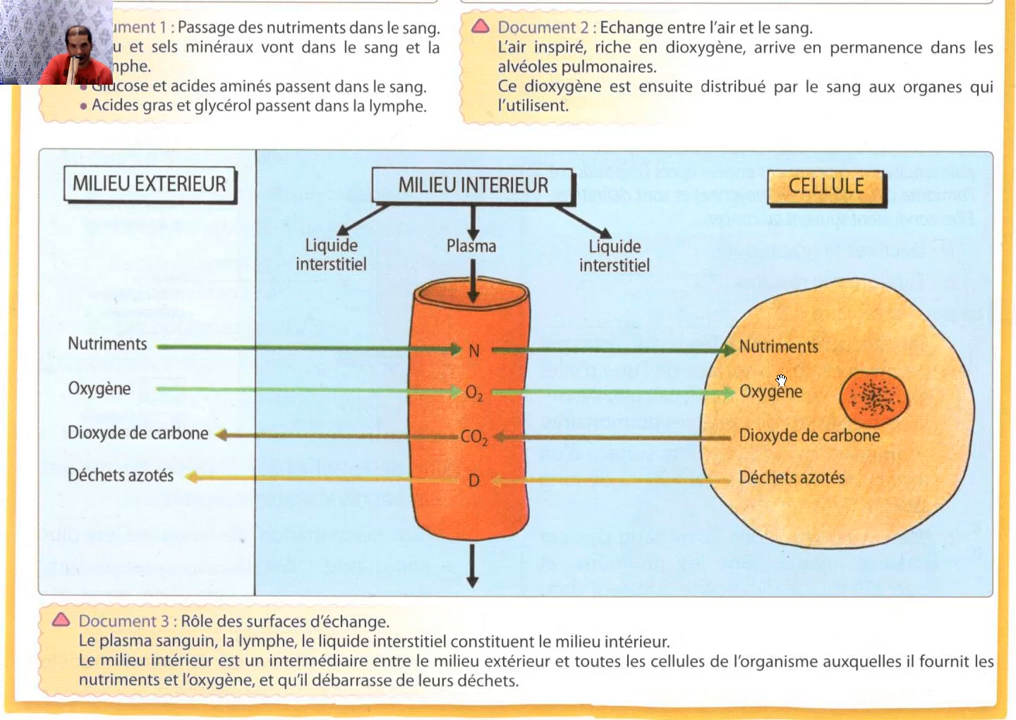 ument 1 : Passage des nutriments dans le sang.
u et sels minéraux vont dans le sang et la
mphe.
• Glucose et acides aminés passent dans le sang.
• Acides gras et glycérol passent dans la lymphe.
Document 2 : Echange entre l'air et le sang.
L'air inspiré, riche en dioxygène, arrive en permanence dans les
alvéoles pulmonaires.
Ce dioxygène est ensuite distribué par le sang aux organes qui
l'utilisent.
MILIEU EXTERIEUR
MILIEU INTERIEUR
CELLULE
Liquide
interstitiel
Plasma
Liquide
interstitiel
Nutriments
N
Nutriments
Oxygène
O₂
Oxygène
Dioxyde de carbone
CO₂
Dioxyde de carbone
Déchets azotés
D
Déchets azotés
Document 3 : Rôle des surfaces d'échange.
Le plasma sanguin, la lymphe, le liquide interstitiel constituent le milieu intérieur.
Le milieu intérieur est un intermédiaire entre le milieu extérieur et toutes les cellules de l'organisme auxquelles il fournit les
nutriments et l'oxygène, et qu'il débarrasse de leurs déchets.